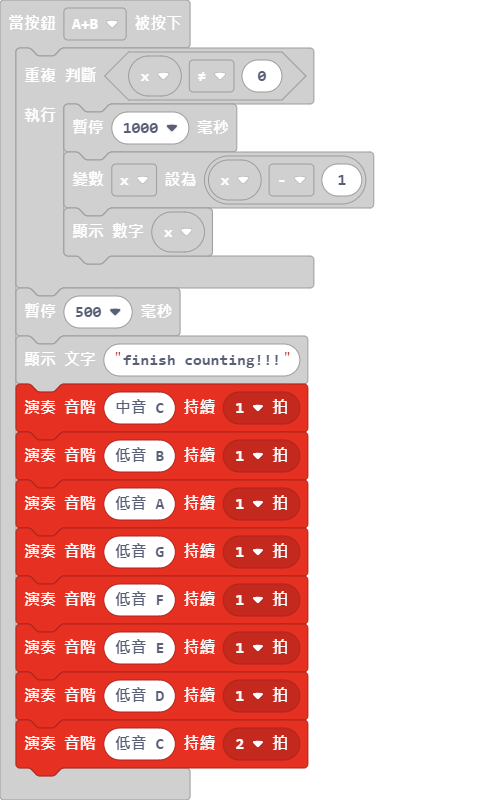 當按鈕 A+B 被按下
重複 判斷 x ≠ 0
執行
暫停 1000 毫秒
變數 x 設為 x - 1
顯示 數字 x
暫停 500 毫秒
顯示 文字 "finish counting!!!"
演奏 音階 中音 C 持續 1 拍
演奏 音階 低音 B 持續 1 拍
演奏 音階 低音 A 持續 1 拍
演奏 音階 低音 G 持續 1 拍
演奏 音階 低音 F 持續 1 拍
演奏 音階 低音 E 持續 1 拍
演奏 音階 低音 D 持續 1 拍
演奏 音階 低音 C 持續 2 拍